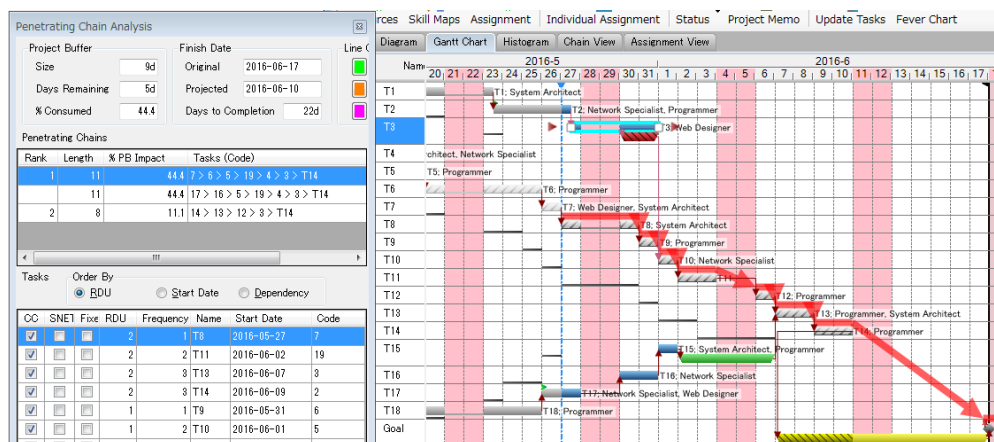 Penetrating Chain Analysis
Project Buffer
Size 9d
Days Remaining 5d
% Consumed 44.4
Finish Date
Original 2016-06-17
Projected 2016-06-10
Days to Completion 22d
Line
Penetrating Chains
Rank Length % PB Impact Tasks (Code)
1 11 44.4 7 > 6 > 5 > 19 > 4 > 3 > T14
11 44.4 17 > 16 > 5 > 19 > 4 > 3 > T14
2 8 11.1 14 > 13 > 12 > 3 > T14
Tasks Order By
RDU Start Date Dependency
CC SNET Fixe RDU Frequency Name Start Date Code
2 1 T8 2016-05-27 7
2 2 T11 2016-06-02 19
2 3 T13 2016-06-07 3
2 3 T14 2016-06-09 2
1 1 T9 2016-05-31 6
1 2 T10 2016-06-01 5
rces Skill Maps Assignment Individual Assignment Status Project Memo Update Tasks Fever Chart
Diagram Gantt Chart Histogram Chain View Assignment View
Name 2016-5 2016-6
20 21 22 23 24 25 26 27 28 29 30 31 1 2 3 4 5 6 7 8 9 10 11 12 13 14 15 16 17
T1 T1; System Architect
T2 T2; Network Specialist, Programmer
T3 T3; Web Designer
T4 rchitect, Network Specialist
T5 T5; Programmer
T6 T6; Programmer
T7 T7; Web Designer, System Architect
T8 T8; System Architect
T9 T9; Programmer
T10 T10; Network Specialist
T11 T11;
T12 T12; Programmer
T13 T13; Programmer, System Architect
T14 T14; Programmer
T15 T15; System Architect, Programmer
T16 T16; Network Specialist
T17 T17; Network Specialist, Web Designer
T18 T18; Programmer
Goal